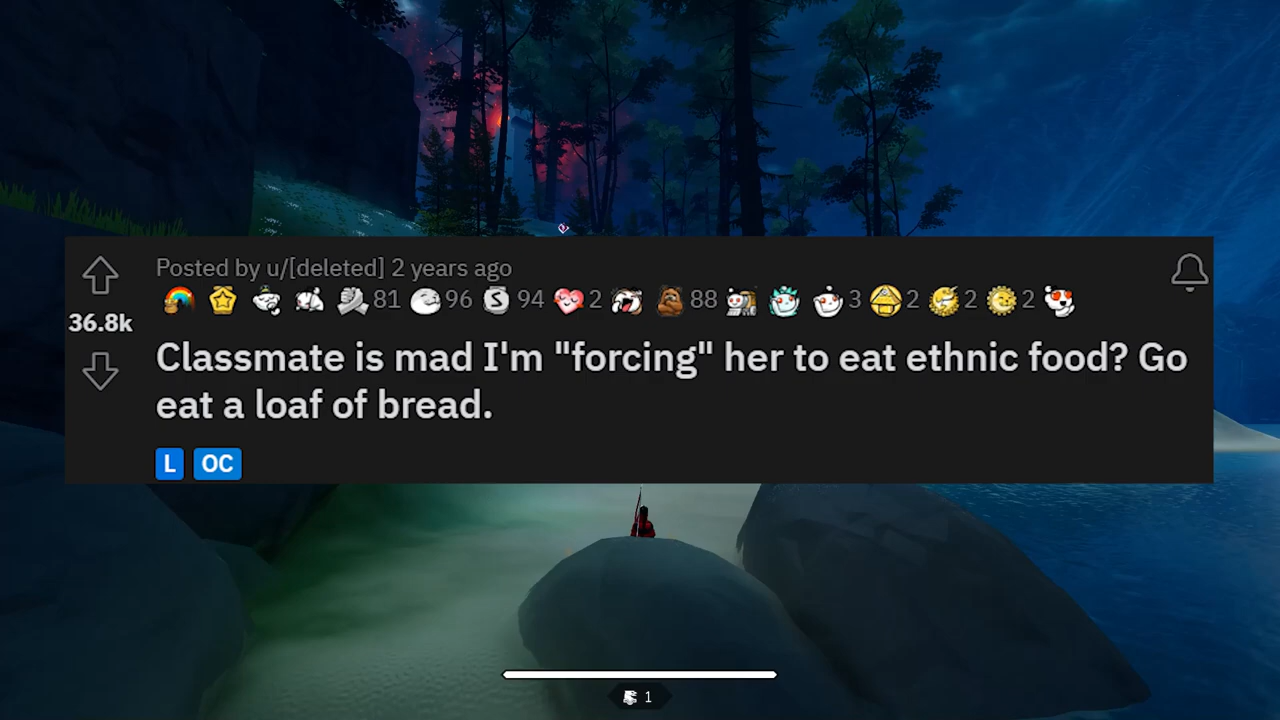 Posted by u/[deleted] 2 years ago
81 96 S 94 2 88 3 2 2 2
36.8k
Classmate is mad I'm "forcing" her to eat ethnic food? Go
eat a loaf of bread.
L OC
1